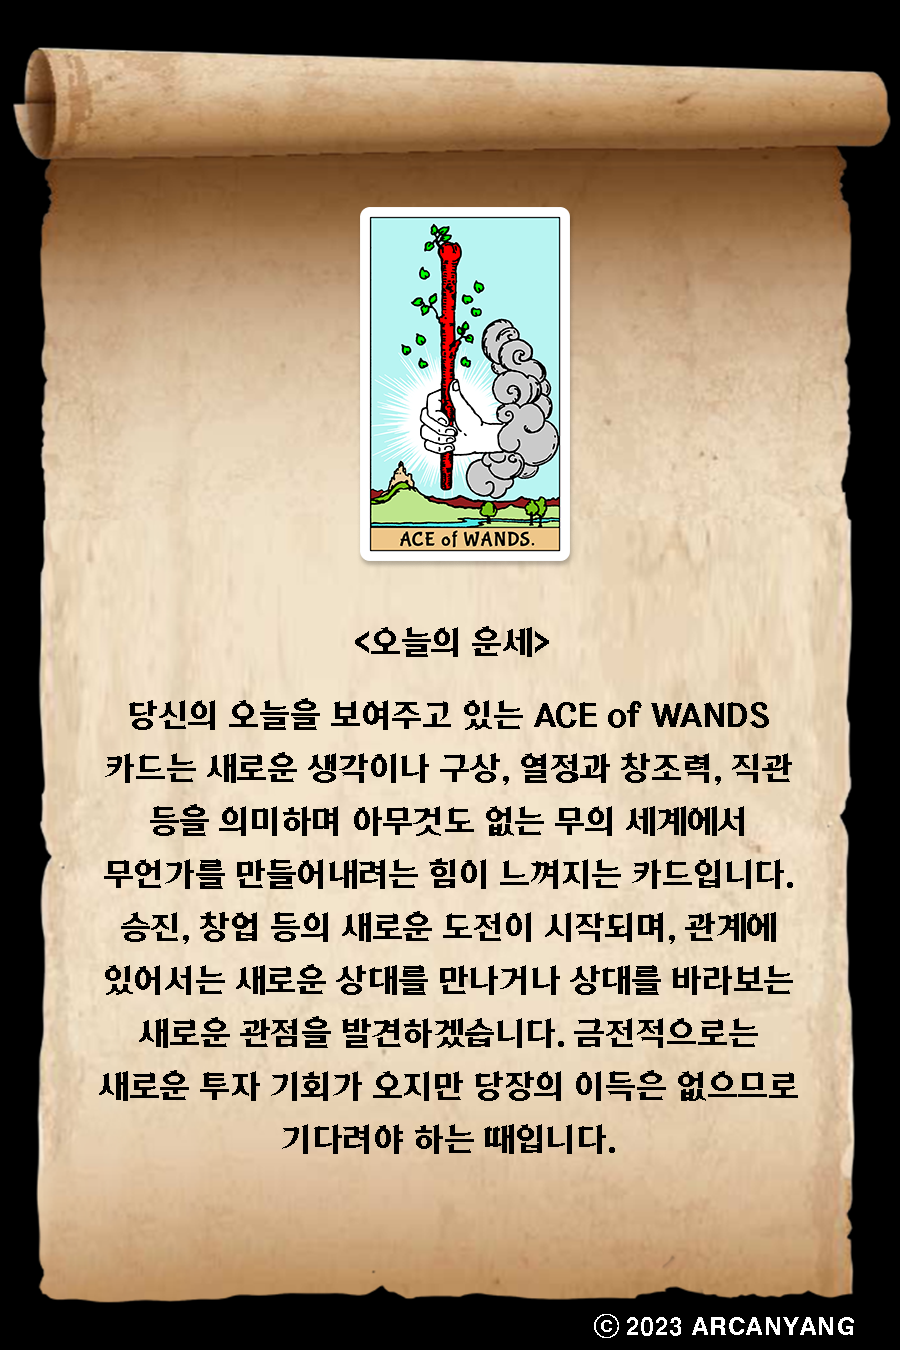 ACE of WANDS.
<오늘의 운세>
당신의 오늘을 보여주고 있는 ACE of WANDS
카드는 새로운 생각이나 구상, 열정과 창조력, 직관
등을 의미하며 아무것도 없는 무의 세계에서
무언가를 만들어내려는 힘이 느껴지는 카드입니다.
승진, 창업 등의 새로운 도전이 시작되며, 관계에
있어서는 새로운 상대를 만나거나 상대를 바라보는
새로운 관점을 발견하겠습니다. 금전적으로는
새로운 투자 기회가 오지만 당장의 이득은 없으므로
기다려야 하는 때입니다.
ⓒ 2023 ARCANYANG